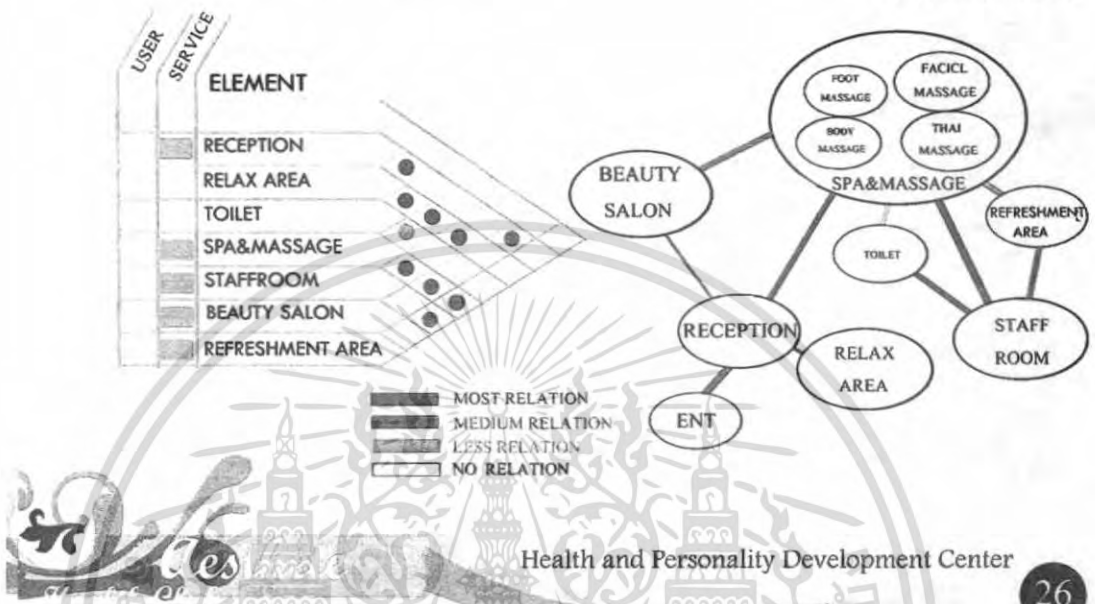 USER
SERVICE
ELEMENT
RECEPTION
RELAX AREA
TOILET
SPA&MASSAGE
STAFFROOM
BEAUTY SALON
REFRESHMENT AREA
MOST RELATION
MEDIUM RELATION
LESS RELATION
NO RELATION
FOOT
MASSAGE
FACICL
MASSAGE
BODY
MASSAGE
THAI
MASSAGE
SPA&MASSAGE
BEAUTY
SALON
REFRESHMENT
AREA
TOILET
RECEPTION
STAFF
ROOM
RELAX
AREA
ENT
Health and Personality Development Center
26